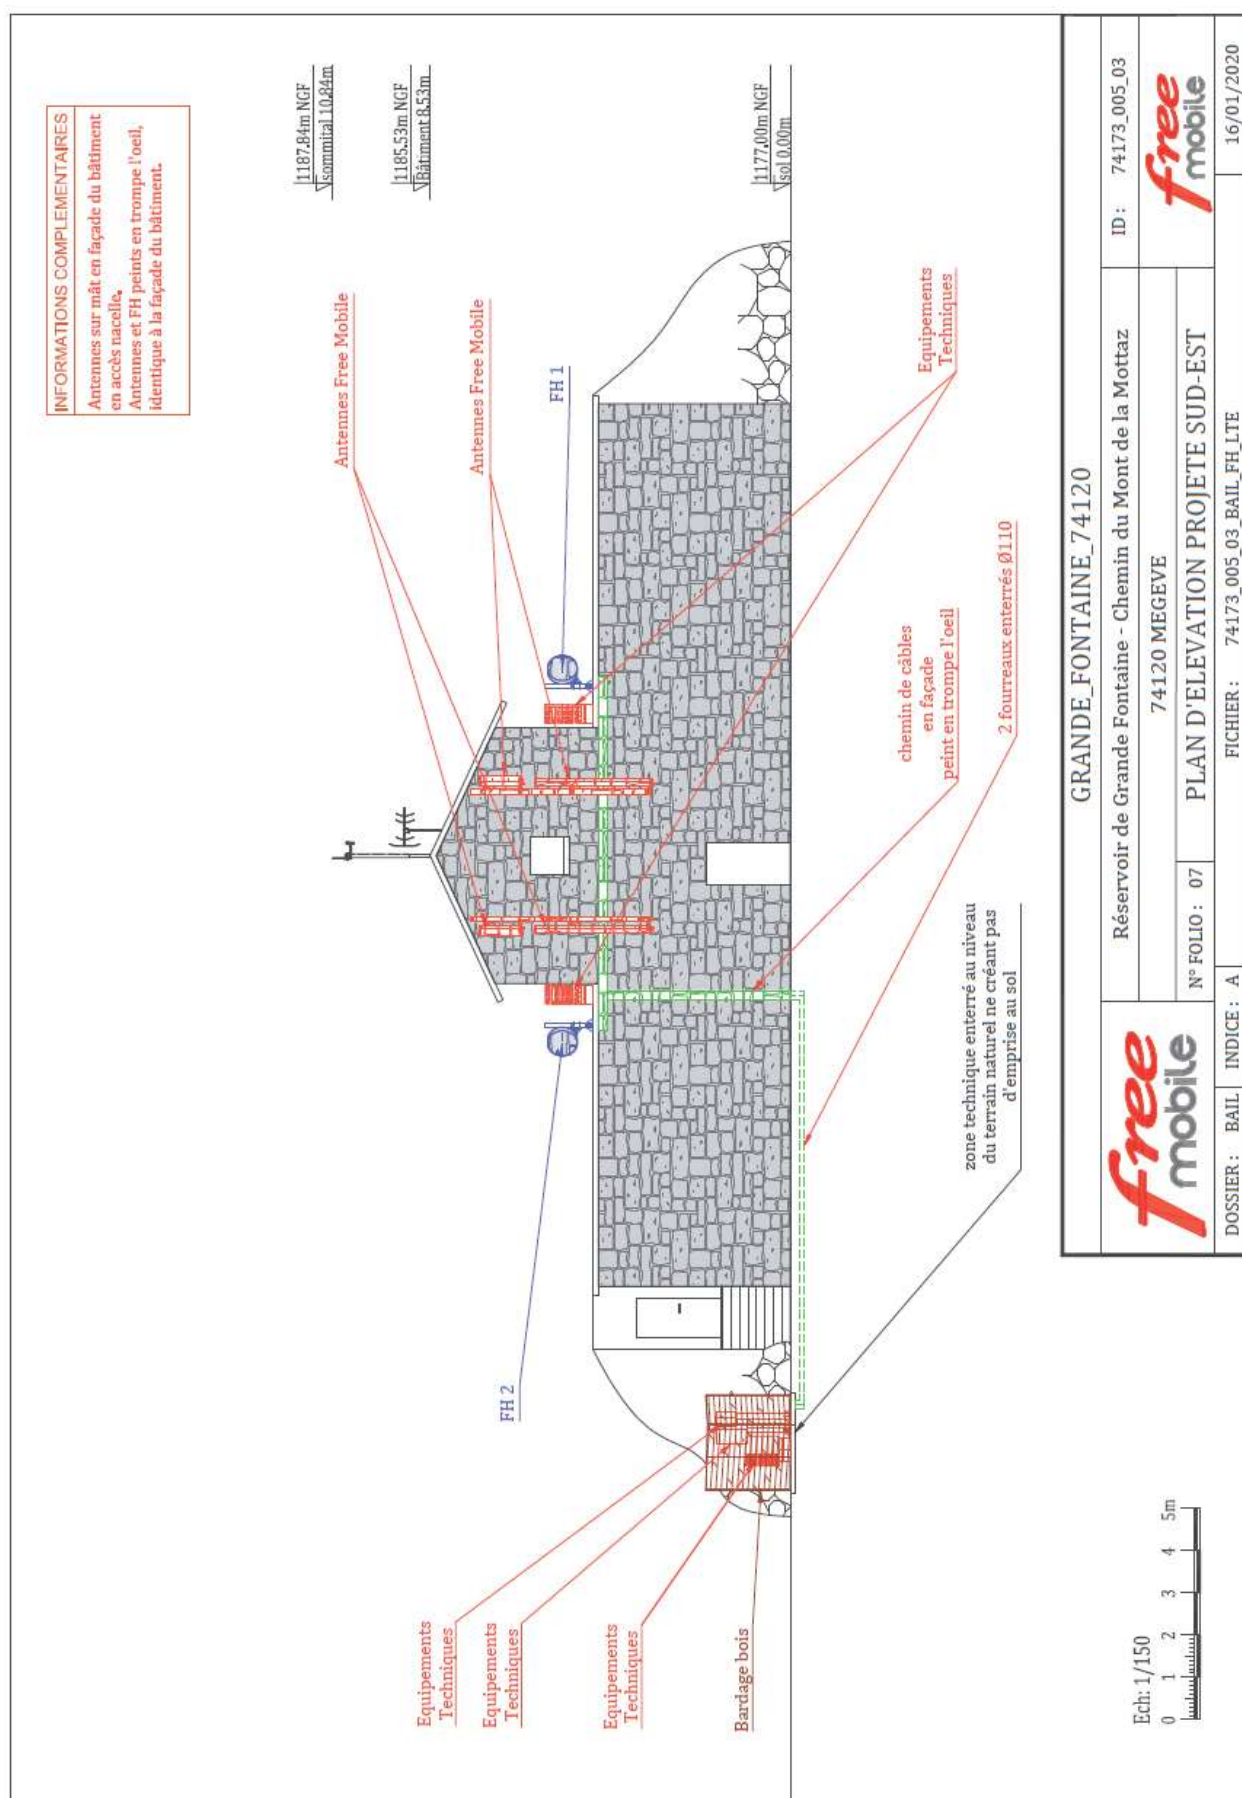 INFORMATIONS COMPLEMENTAIRES
Antennes sur mât en façade du bâtiment
en accès nacelle.
Antennes et FH peints en trompe l'oeil,
identique à la façade du bâtiment.
1187.84m NGF
sommital 10.84m
1185.53m NGF
Bâtiment 8.53m
1177.00m NGF
sol 0.00m
Antennes Free Mobile
Antennes Free Mobile
FH 1
Equipements
Techniques
FH 2
chemin de câbles
en façade
peint en trompe l'oeil
2 fourreaux enterrés Ø110
zone technique enterré au niveau
du terrain naturel ne créant pas
d'emprise au sol
Equipements
Techniques
Equipements
Techniques
Equipements
Techniques
Bardage bois
Ech: 1/150
0 1 2 3 4 5m
GRANDE_FONTAINE_74120
free
mobile
Réservoir de Grande Fontaine - Chemin du Mont de la Mottaz
ID : 74173_005_03
74120 MEGEVE
N° FOLIO : 07
PLAN D'ELEVATION PROJETE SUD-EST
free
mobile
DOSSIER : BAIL
INDICE : A
FICHIER : 74173_005_03_BAIL_FH_LTE
16/01/2020